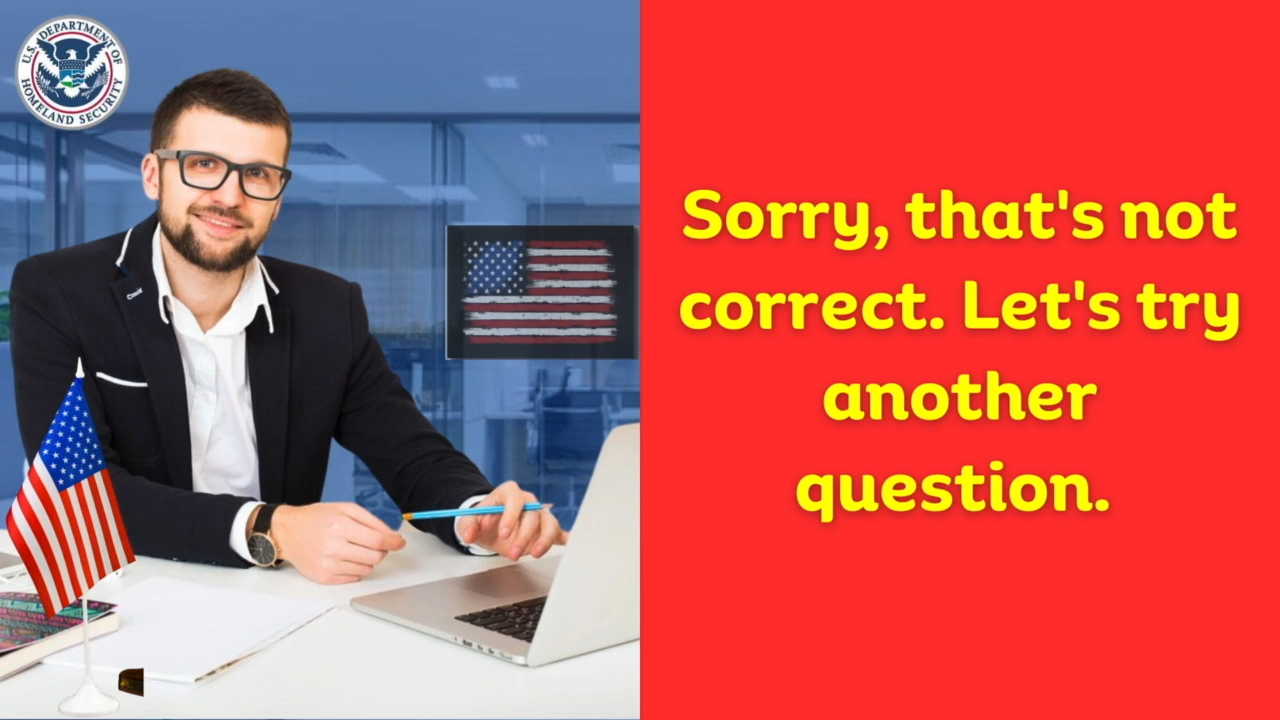 U.S. DEPARTMENT OF
HOMELAND SECURITY
Sorry, that's not
correct. Let's try
another
question.